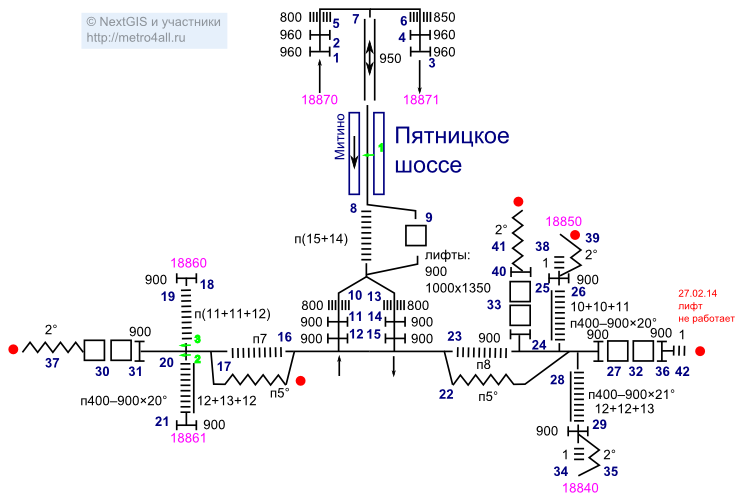 © NextGIS и участники
http://metro4all.ru
800 5 7 6 850
960 2 4 960
960 1 950 3 960
18870 18871
Митино
1
Пятницкое
шоссе
8 9
п(15+14)
лифты:
900
1000x1350
2°
41
40
900
33
18850
38 39
1 2°
900
25 26
10+10+11
п400–900×20°
27.02.14
лифт
не работает
18860
900 18
19
п(11+11+12)
10 13
800 800
900 11 14 900
900 12 15 900
2°
37
30 31
900
3
20
2
17
п7
16
п5°
23
п8
24
22
п5°
900
27 32
900
36
1
42
п400–900×20°
12+13+12
21
900
18861
28
п400–900×21°
12+12+13
29
900
1 2°
34 35
18840